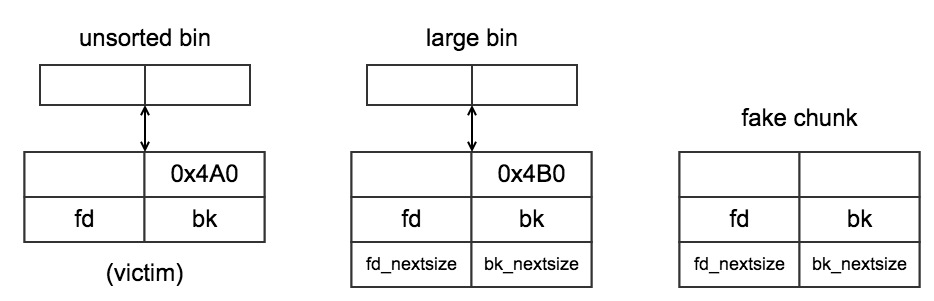 unsorted bin
large bin
fake chunk
0x4A0
0x4B0
fd bk
fd bk
fd bk
fd_nextsize bk_nextsize
fd_nextsize bk_nextsize
(victim)